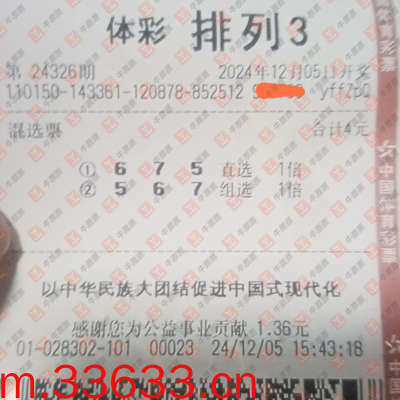 体彩 排列3
第 24326期 2024年12月05日开奖
110150-143361-120878-852512 yff2pQ
混选票 合计4元
① 6 7 5 直选 1倍
② 5 6 7 组选 1倍
以中华民族大团结促进中国式现代化
感谢您为公益事业贡献 1.36元
01-028302-101 00023 24/12/05 15:43:18
m.33633.cn